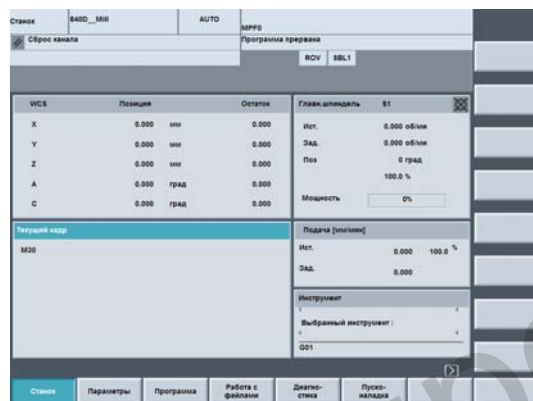 Станок 840D__Mill AUTO MPF0
Сброс канала Программа прервана
ROV SBL1
WCS Позиция Остаток Главн.шпиндель S1
X 0.000 мм 0.000 Ист. 0.000 об/мин
Y 0.000 мм 0.000 Зад. 0.000 об/мин
Z 0.000 мм 0.000 Поз 0 град
A 0.000 град 0.000 100.0 %
C 0.000 град 0.000 Мощность 0%
Текущий кадр Подача [мм/мин]
M30 Ист. 0.000 100.0 %
Зад. 0.000
Инструмент
Выбранный инструмент :
G01
Станок Параметры Программа Работа с файлами Диагно-стика Пуско-наладка